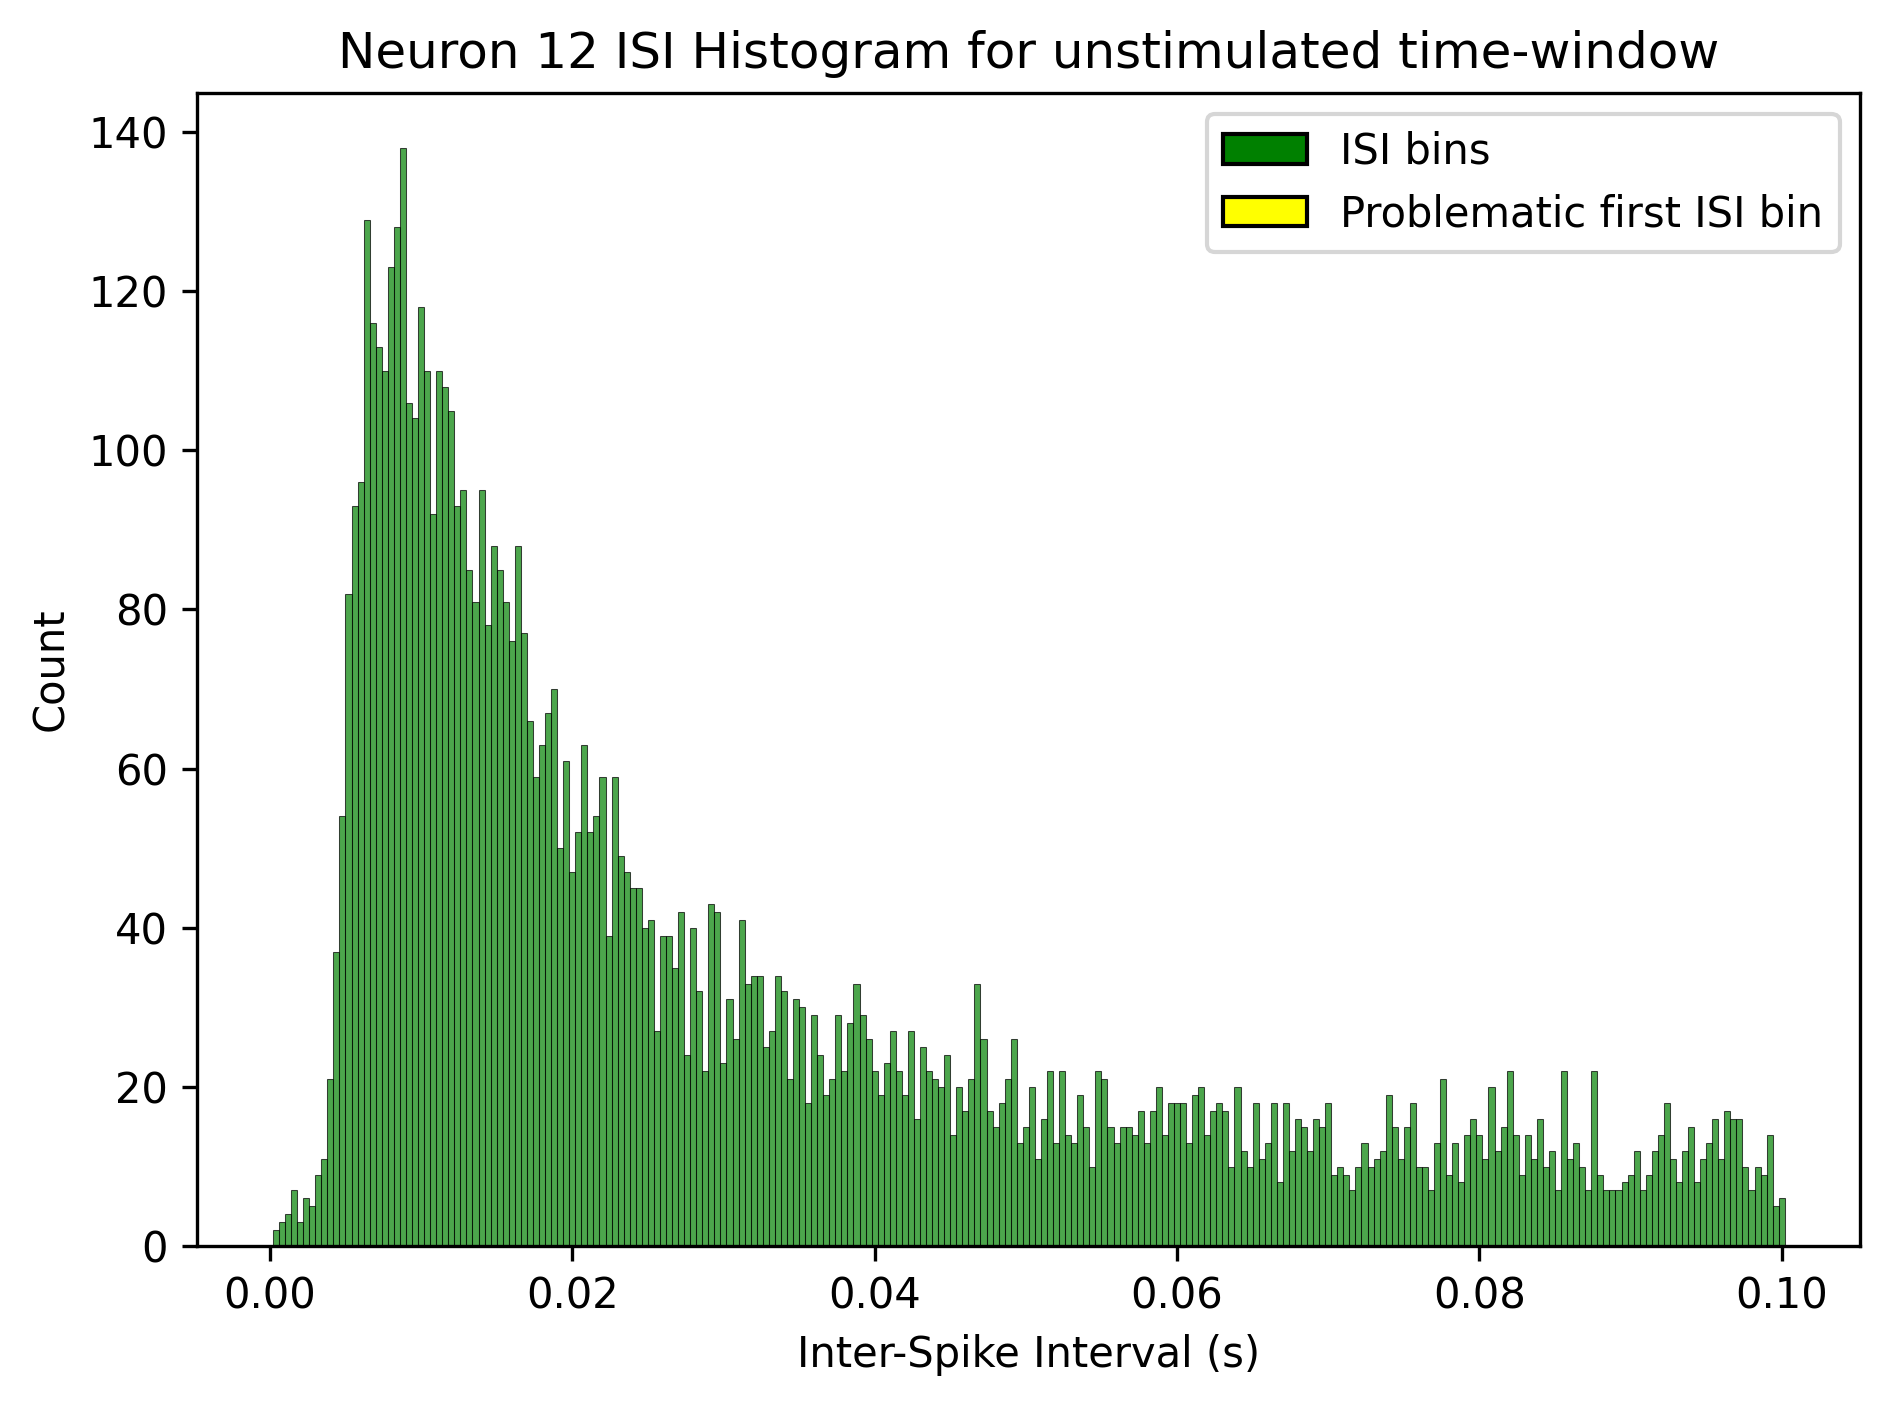 Neuron 12 ISI Histogram for unstimulated time-window
ISI bins
Problematic first ISI bin
140
120
100
80
60
40
20
0
Count
0.00 0.02 0.04 0.06 0.08 0.10
Inter-Spike Interval (s)